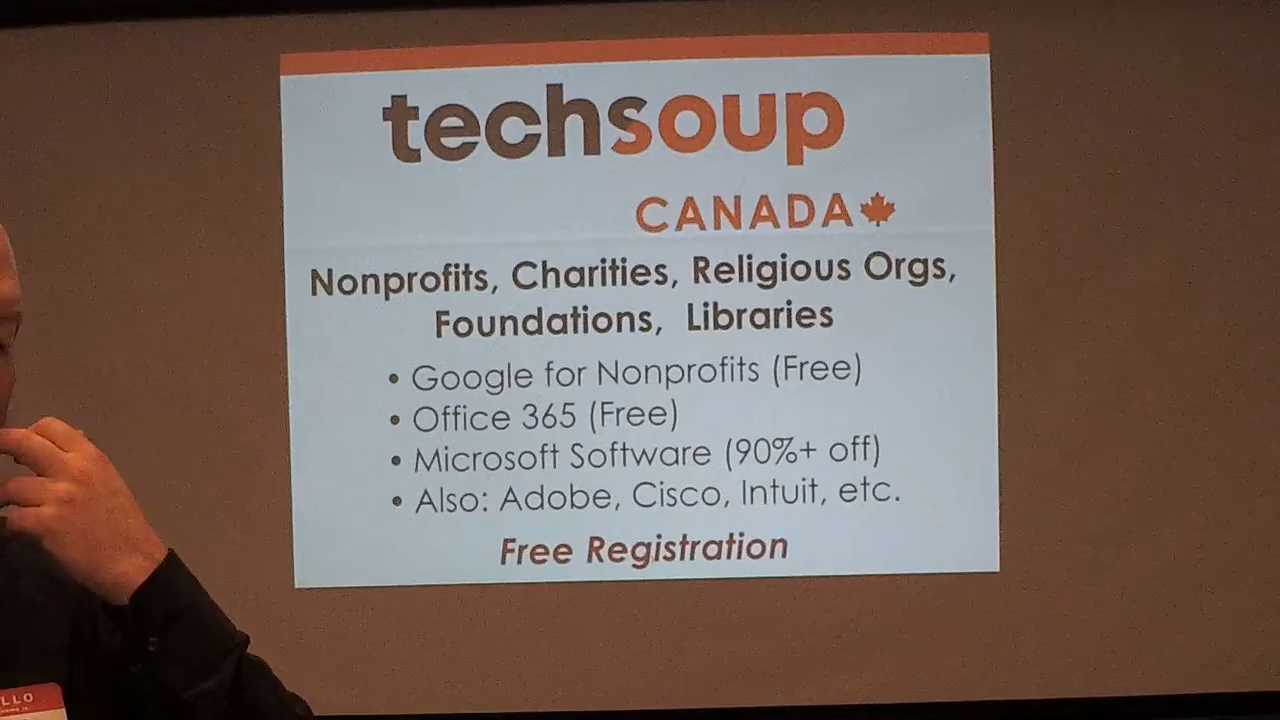 techsoup
CANADA
Nonprofits, Charities, Religious Orgs,
Foundations, Libraries
• Google for Nonprofits (Free)
• Office 365 (Free)
• Microsoft Software (90%+ off)
• Also: Adobe, Cisco, Intuit, etc.
Free Registration
LLO